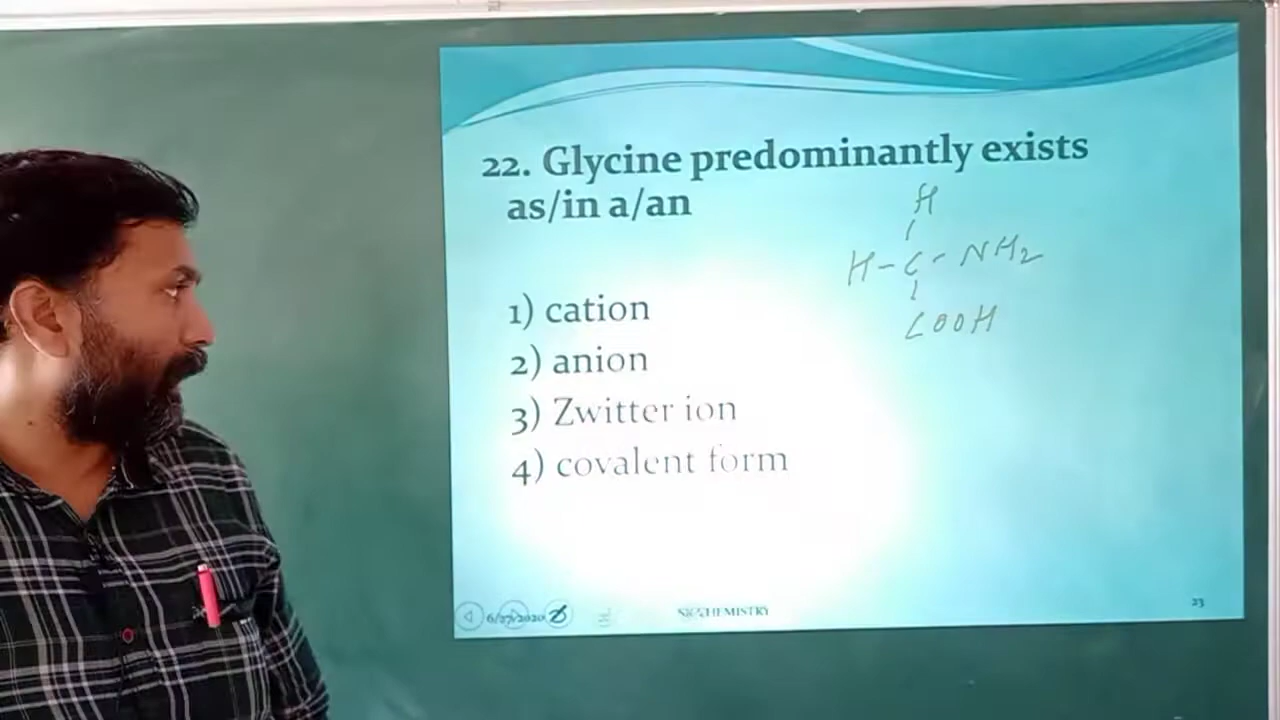 22. Glycine predominantly exists
as/in a/an
H
H-C-NH2
COOH
1) cation
2) anion
3) Zwitter ion
4) covalent form
6/27/2020
23